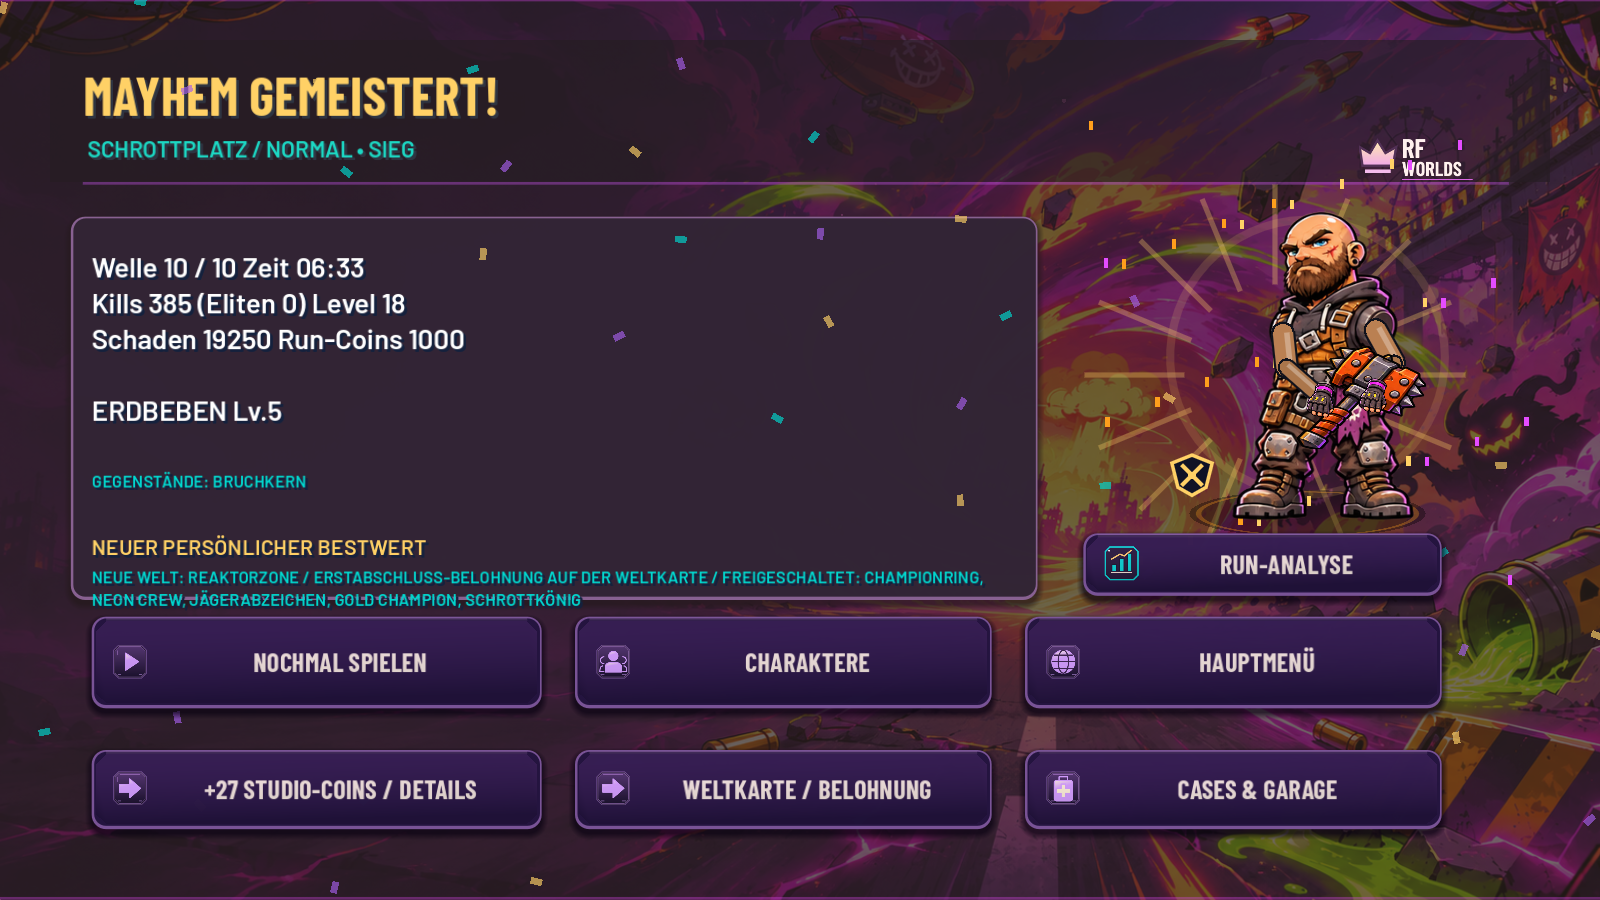 MAYHEM GEMEISTERT!
SCHROTTPLATZ / NORMAL • SIEG
RF
WORLDS
Welle 10 / 10 Zeit 06:33
Kills 385 (Eliten 0) Level 18
Schaden 19250 Run-Coins 1000
ERDBEBEN Lv.5
GEGENSTÄNDE: BRUCHKERN
NEUER PERSÖNLICHER BESTWERT
NEUE WELT: REAKTORZONE / ERSTABSCHLUSS-BELOHNUNG AUF DER WELTKARTE / FREIGESCHALTET: CHAMPIONRING,
NEON CREW, JÄGERABZEICHEN, GOLD CHAMPION, SCHROTTKÖNIG
RUN-ANALYSE
NOCHMAL SPIELEN
CHARAKTERE
HAUPTMENÜ
+27 STUDIO-COINS / DETAILS
WELTKARTE / BELOHNUNG
CASES & GARAGE